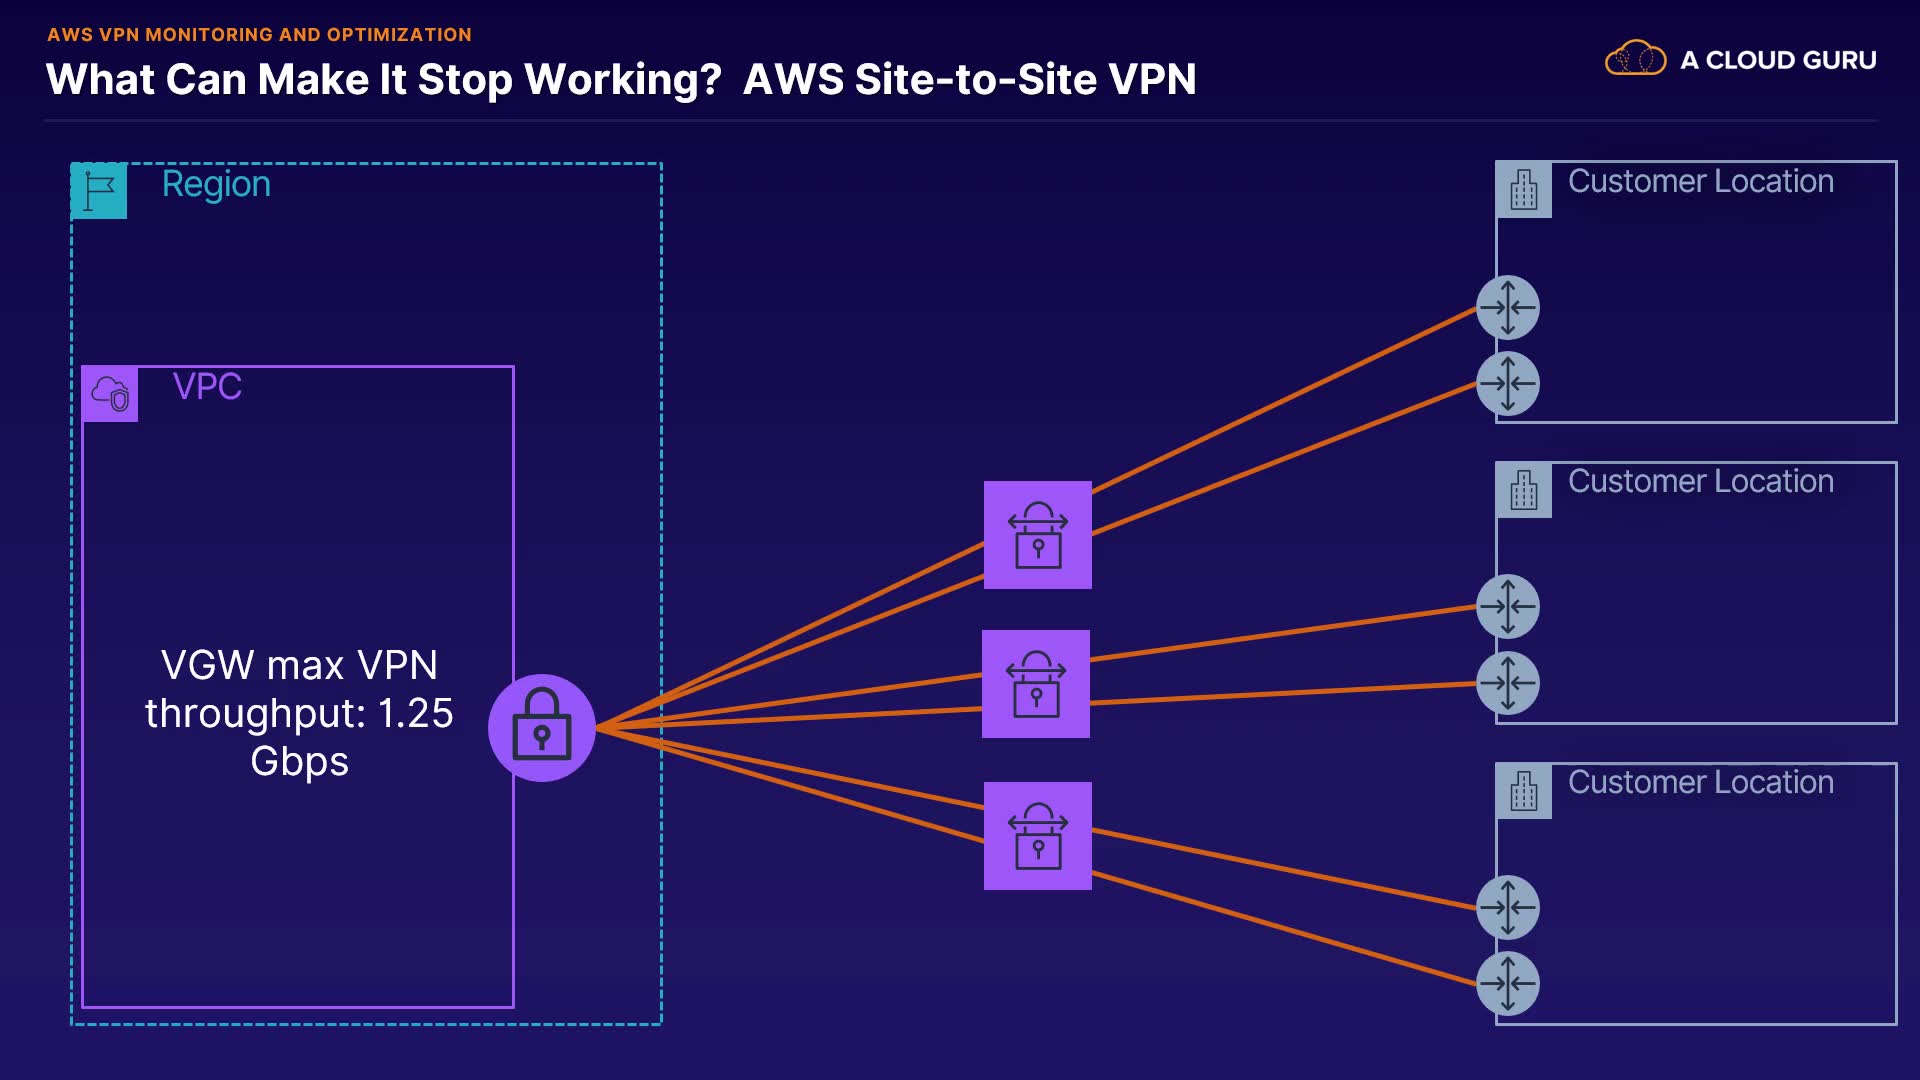 AWS VPN MONITORING AND OPTIMIZATION
What Can Make It Stop Working?  AWS Site-to-Site VPN
A CLOUD GURU
Region
Customer Location
VPC
Customer Location
VGW max VPN
throughput: 1.25
Gbps
Customer Location